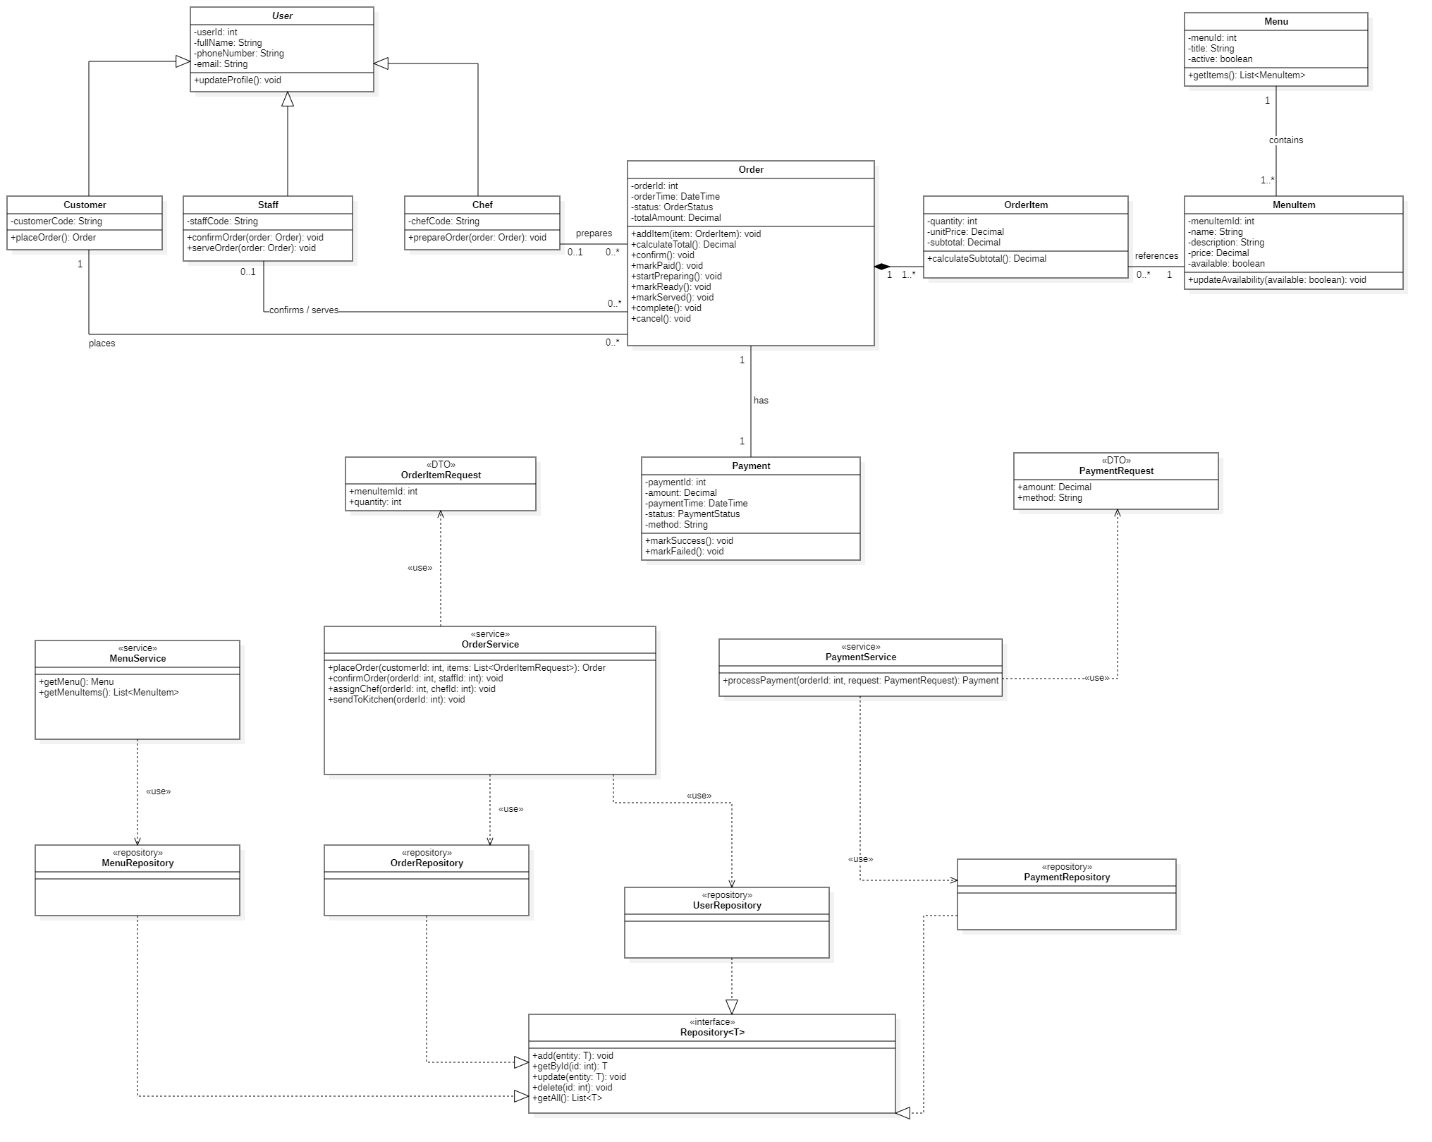 User
-userId: int
-fullName: String
-phoneNumber: String
-email: String
+updateProfile(): void
Menu
-menuId: int
-title: String
-active: boolean
+getItems(): List<MenuItem>
1
contains
1..*
Customer
-customerCode: String
+placeOrder(): Order
1
Staff
-staffCode: String
+confirmOrder(order: Order): void
+serveOrder(order: Order): void
0..1
Chef
-chefCode: String
+prepareOrder(order: Order): void
prepares
0..1 0..*
confirms / serves
0..*
places
0..*
Order
-orderId: int
-orderTime: DateTime
-status: OrderStatus
-totalAmount: Decimal
+addItem(item: OrderItem): void
+calculateTotal(): Decimal
+confirm(): void
+markPaid(): void
+startPreparing(): void
+markReady(): void
+markServed(): void
+complete(): void
+cancel(): void
1 1..*
OrderItem
-quantity: int
-unitPrice: Decimal
-subtotal: Decimal
+calculateSubtotal(): Decimal
references
0..* 1
MenuItem
-menuItemId: int
-name: String
-description: String
-price: Decimal
-available: boolean
+updateAvailability(available: boolean): void
1
has
1
«DTO»
OrderItemRequest
+menuItemId: int
+quantity: int
Payment
-paymentId: int
-amount: Decimal
-paymentTime: DateTime
-status: PaymentStatus
-method: String
+markSuccess(): void
+markFailed(): void
«DTO»
PaymentRequest
+amount: Decimal
+method: String
«use»
«service»
MenuService
+getMenu(): Menu
+getMenuItems(): List<MenuItem>
«service»
OrderService
+placeOrder(customerId: int, items: List<OrderItemRequest>): Order
+confirmOrder(orderId: int, staffId: int): void
+assignChef(orderId: int, chefId: int): void
+sendToKitchen(orderId: int): void
«service»
PaymentService
+processPayment(orderId: int, request: PaymentRequest): Payment
«use»
«use»
«use»
«use»
«use»
«repository»
MenuRepository
«repository»
OrderRepository
«repository»
UserRepository
«repository»
PaymentRepository
«interface»
Repository<T>
+add(entity: T): void
+getById(id: int): T
+update(entity: T): void
+delete(id: int): void
+getAll(): List<T>